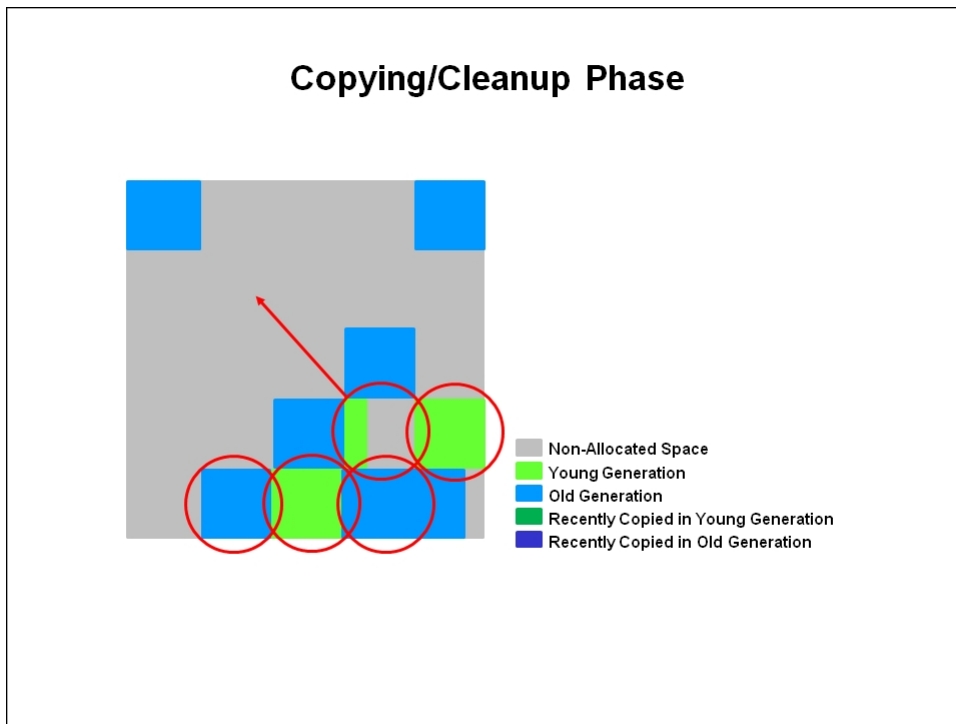 Copying/Cleanup Phase
Non-Allocated Space
Young Generation
Old Generation
Recently Copied in Young Generation
Recently Copied in Old Generation